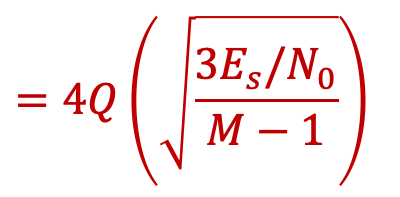 = 4Q(√((3E_s/N_0)/(M − 1)))